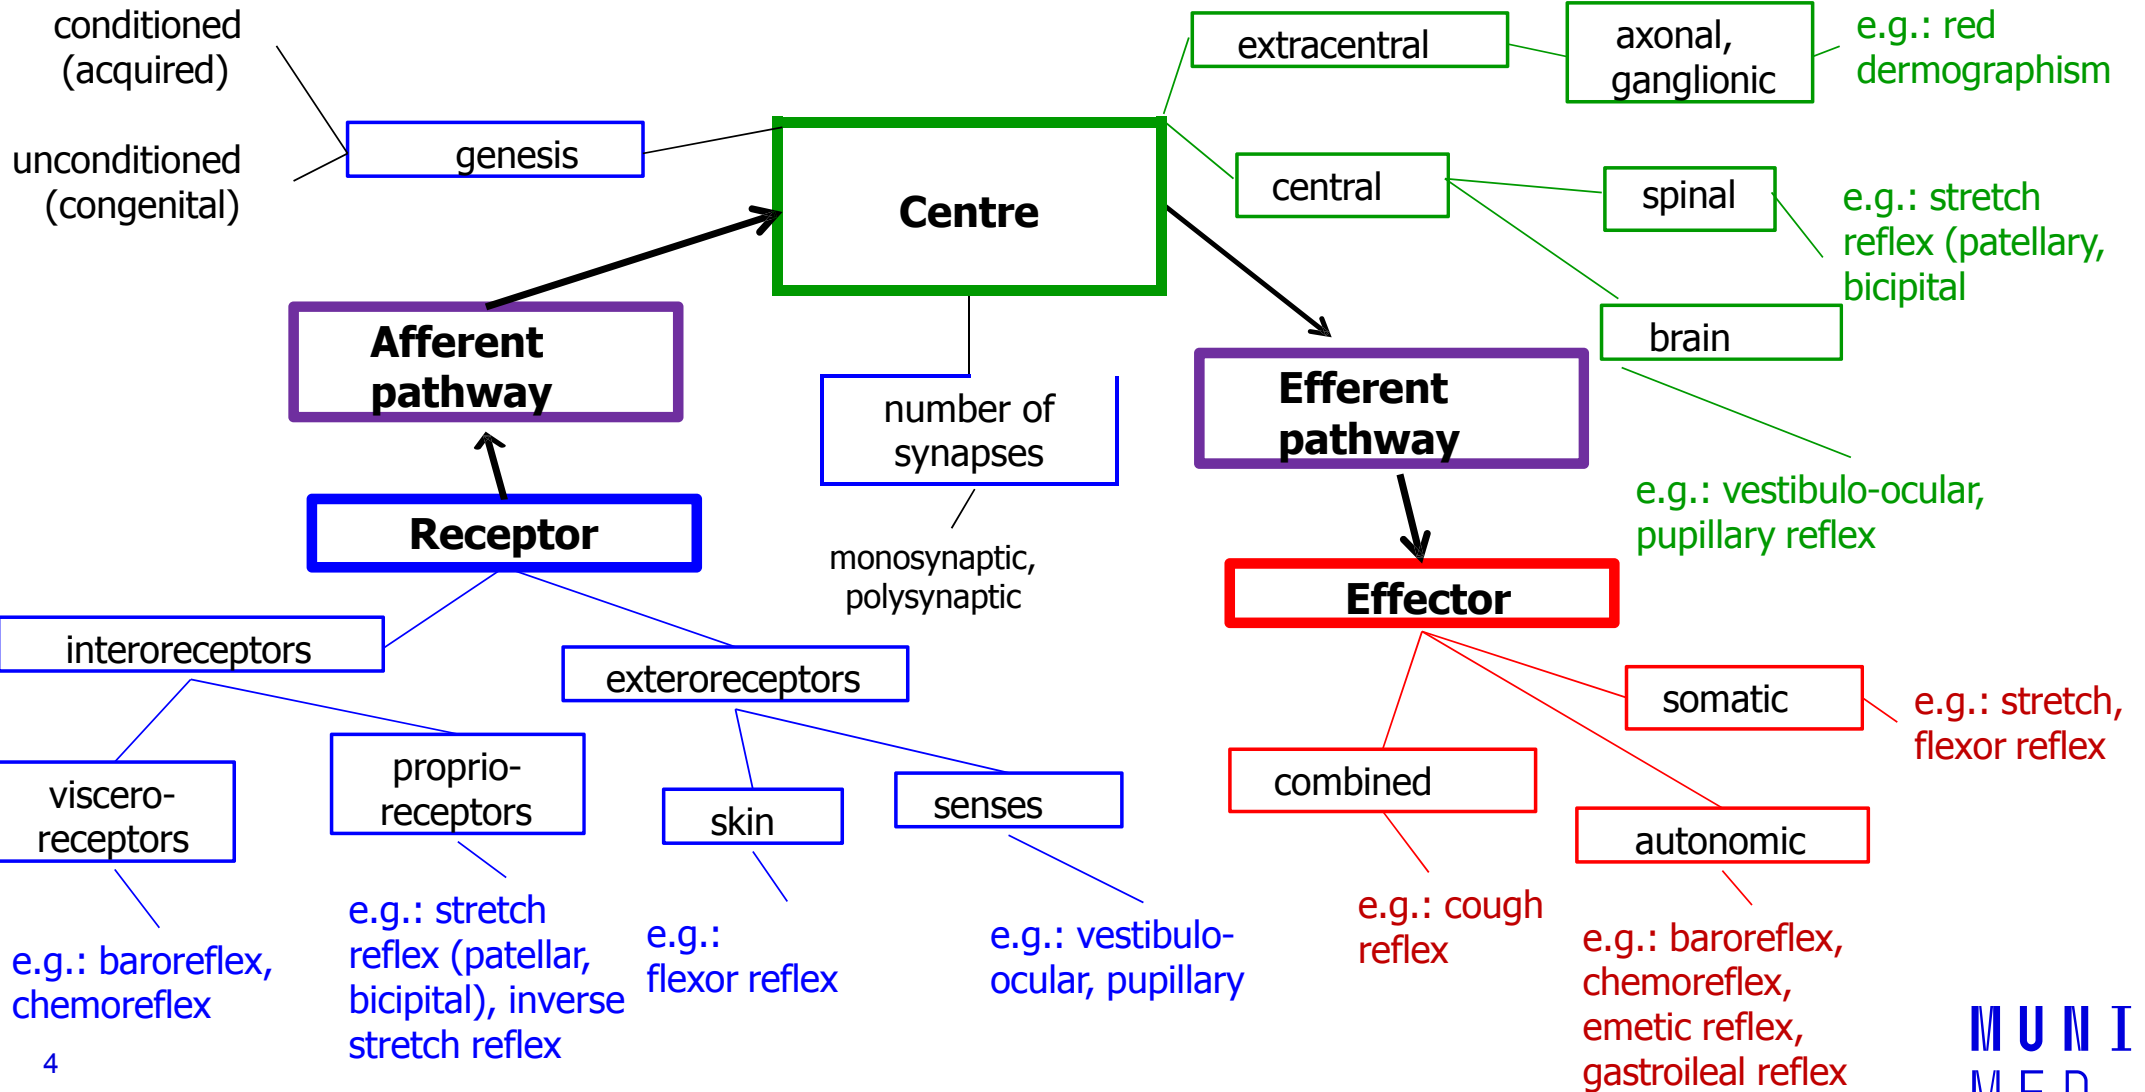 conditioned
(acquired)
unconditioned
(congenital)
genesis
Centre
extracentral
axonal,
ganglionic
e.g.: red
dermographism
central
spinal
e.g.: stretch
reflex (patellary,
bicipital
brain
e.g.: vestibulo-ocular,
pupillary reflex
Afferent
pathway
number of
synapses
monosynaptic,
polysynaptic
Efferent
pathway
Receptor
Effector
interoreceptors
exteroreceptors
viscero-
receptors
proprio-
receptors
skin
senses
e.g.: baroreflex,
chemoreflex
e.g.: stretch
reflex (patellar,
bicipital), inverse
stretch reflex
e.g.:
flexor reflex
e.g.: vestibulo-
ocular, pupillary
somatic
e.g.: stretch,
flexor reflex
combined
autonomic
e.g.: cough
reflex
e.g.: baroreflex,
chemoreflex,
emetic reflex,
gastroileal reflex
4
MUNI
MED